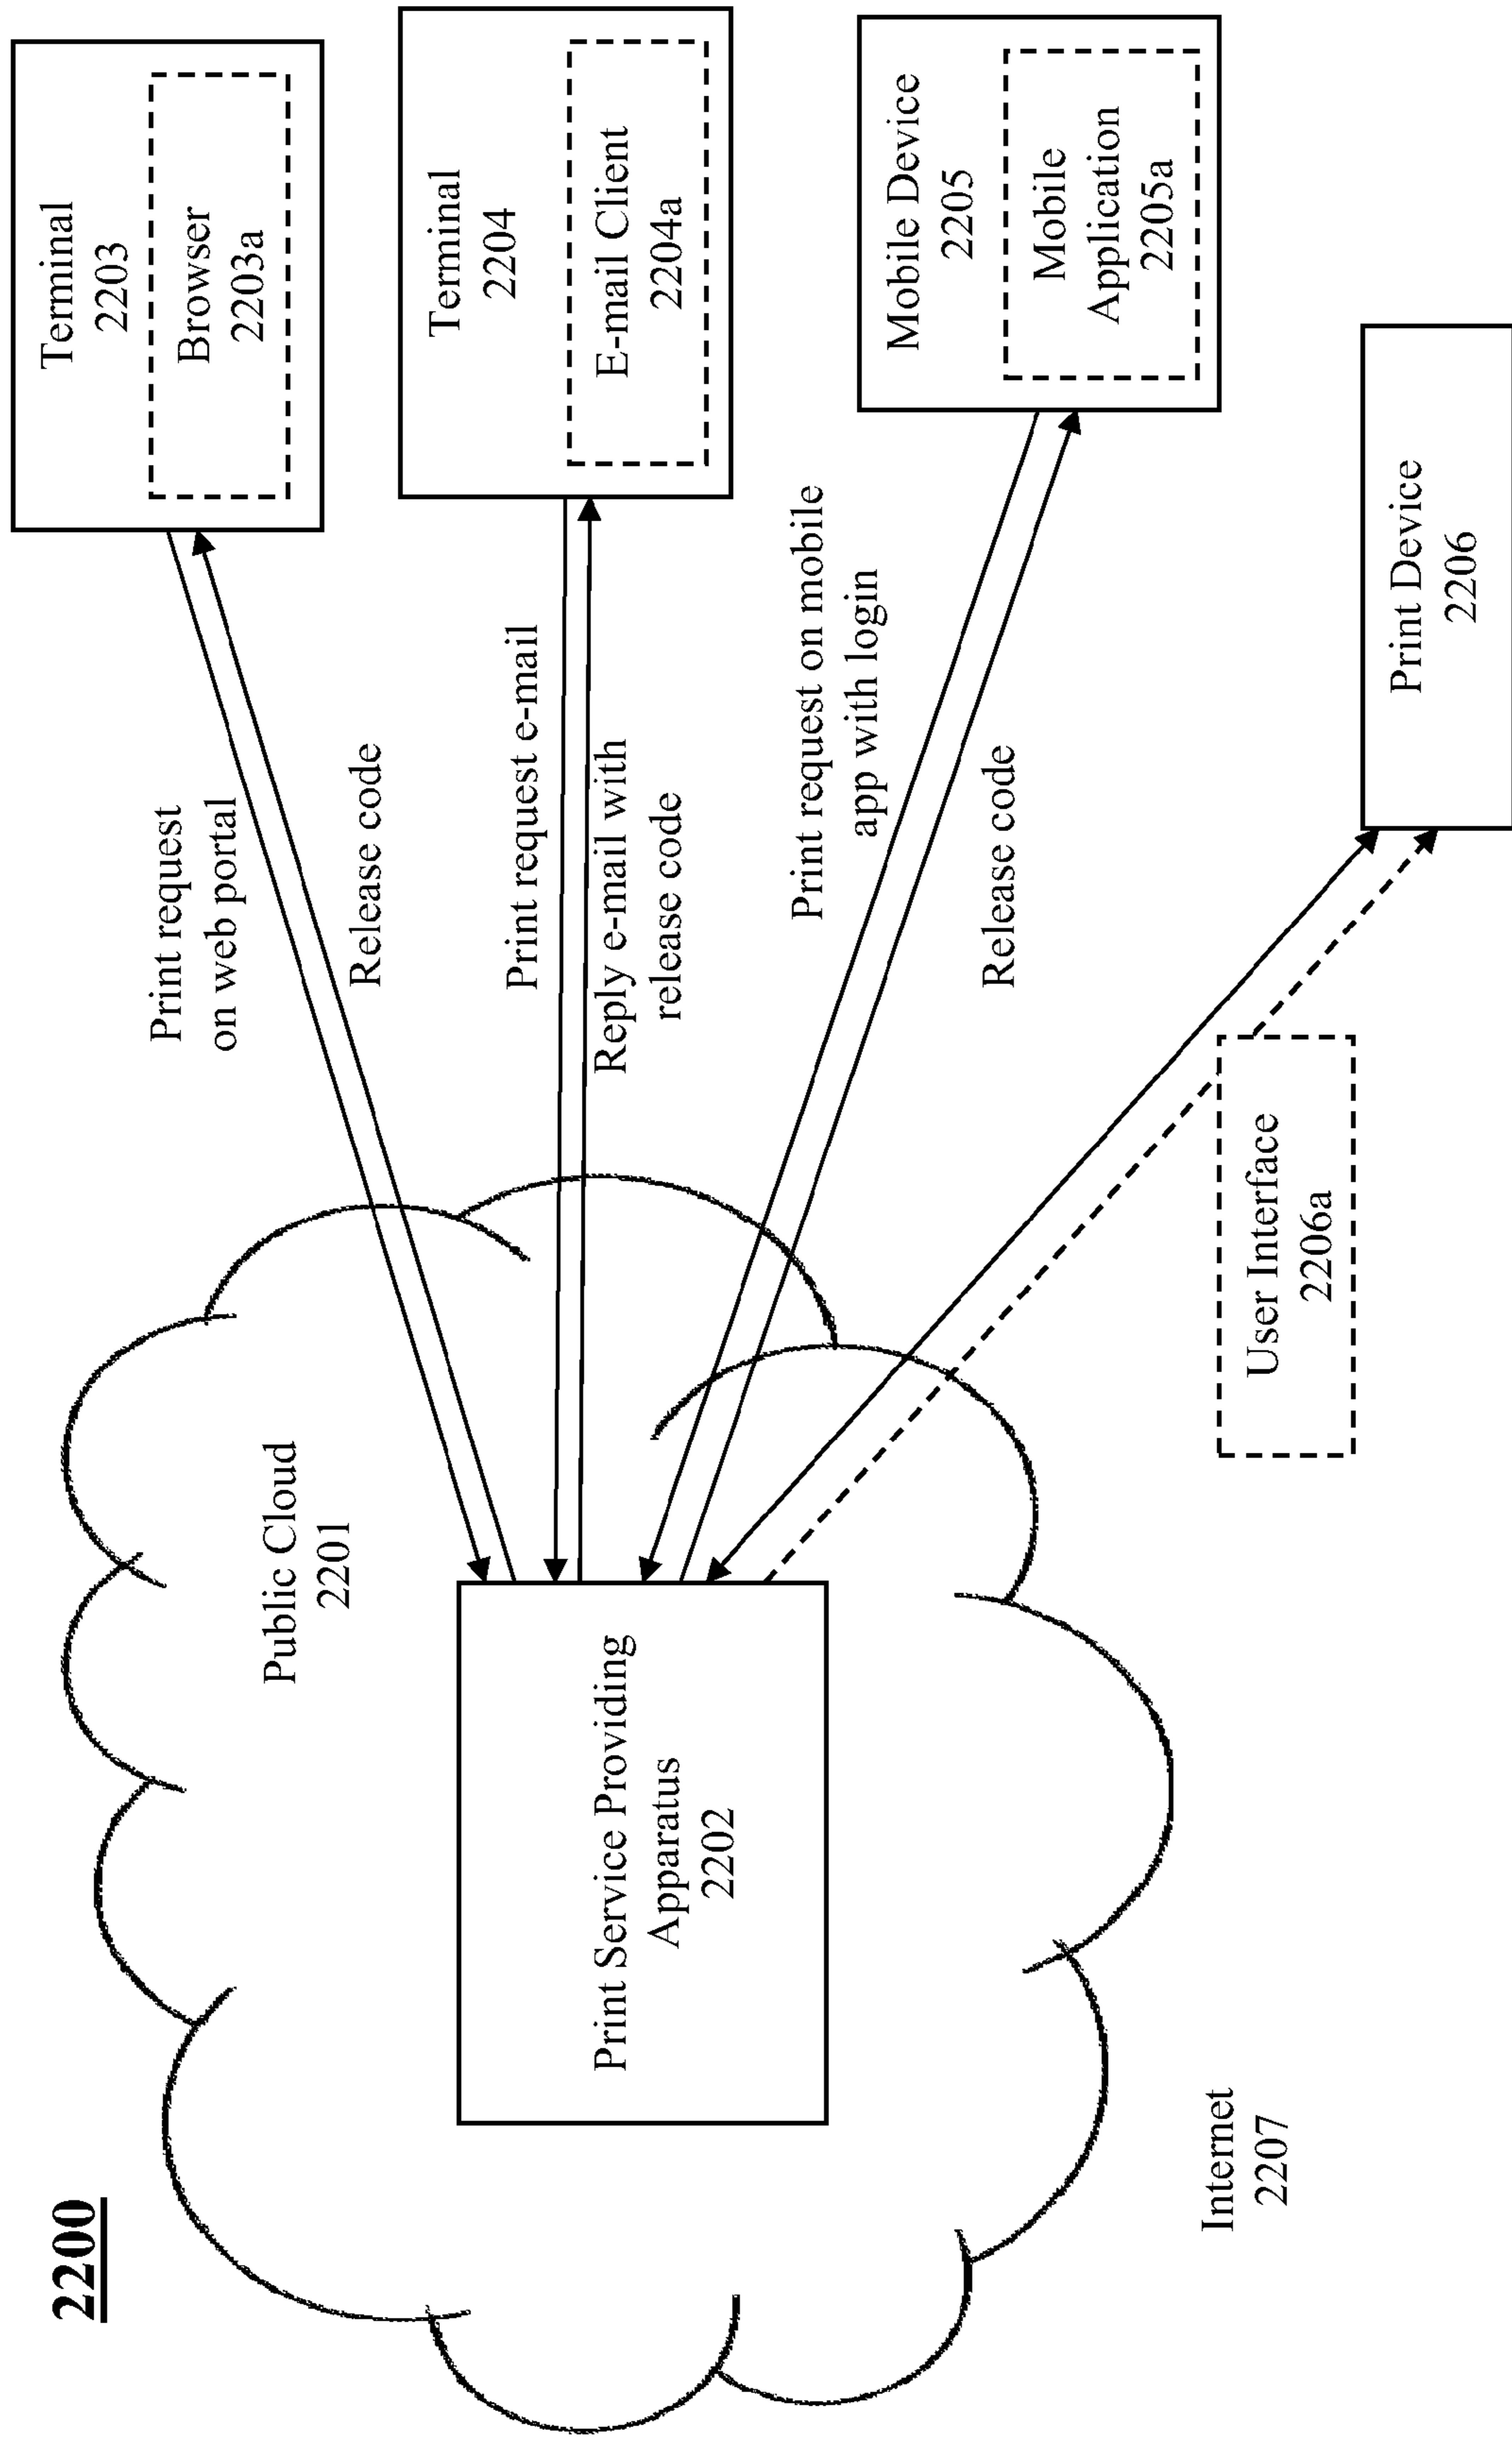 2200
Public Cloud
2201
Print Service Providing
Apparatus
2202
Internet
2207
Print request
on web portal
Release code
Print request e-mail
Reply e-mail with
release code
Print request on mobile
app with login
Release code
User Interface
2206a
Terminal
2203
Browser
2203a
Terminal
2204
E-mail Client
2204a
Mobile Device
2205
Mobile
Application
2205a
Print Device
2206